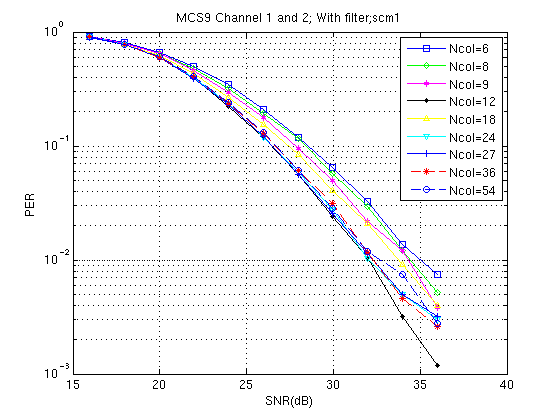 MCS9 Channel 1 and 2; With filter;scm1
10^0
10^-1
10^-2
10^-3
PER
15
20
25
30
35
40
SNR(dB)
Ncol=6
Ncol=8
Ncol=9
Ncol=12
Ncol=18
Ncol=24
Ncol=27
Ncol=36
Ncol=54